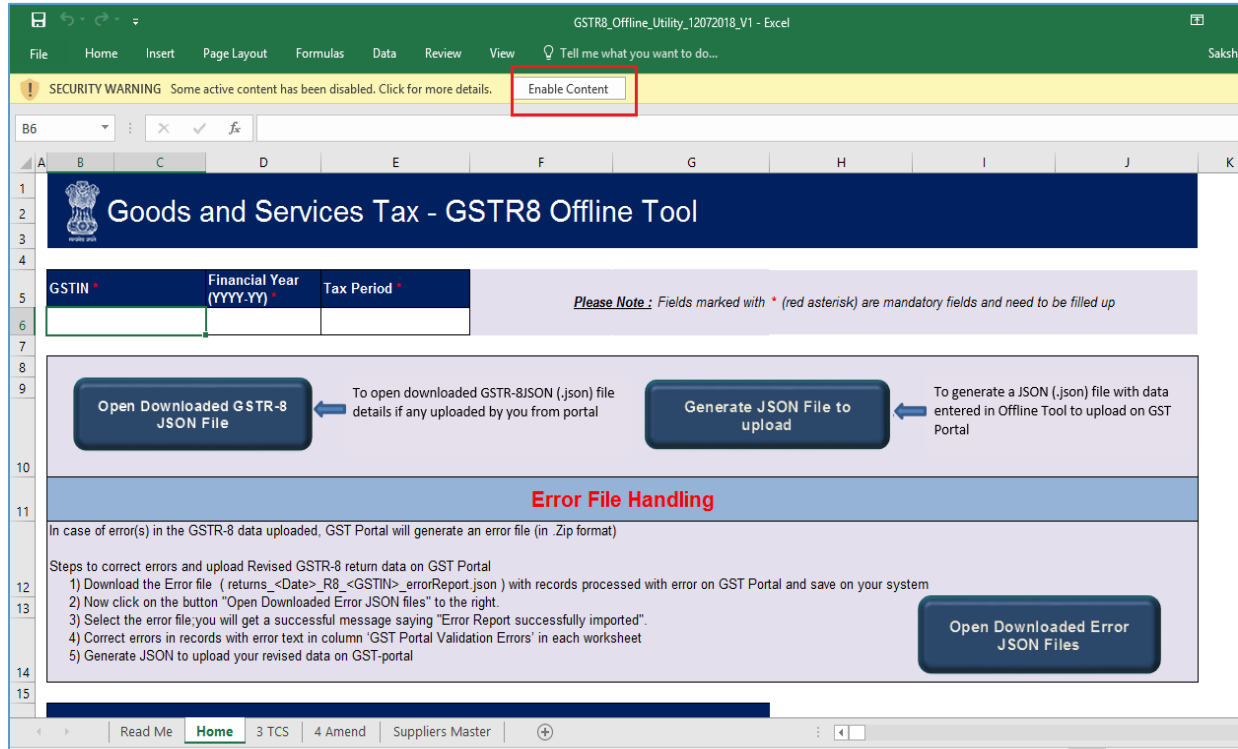 GSTR8_Offline_Utility_12072018_V1 - Excel
File Home Insert Page Layout Formulas Data Review View Tell me what you want to do... Saksh
SECURITY WARNING Some active content has been disabled. Click for more details. Enable Content
B6 fx
A B C D E F G H I J K
1
2
3
Goods and Services Tax - GSTR8 Offline Tool
4
5
GSTIN *
Financial Year
(YYYY-YY) *
Tax Period *
Please Note : Fields marked with * (red asterisk) are mandatory fields and need to be filled up
6
7
8
9
Open Downloaded GSTR-8
JSON File
To open downloaded GSTR-8JSON (.json) file
details if any uploaded by you from portal
Generate JSON File to
upload
To generate a JSON (.json) file with data
entered in Offline Tool to upload on GST
Portal
10
11
Error File Handling
In case of error(s) in the GSTR-8 data uploaded, GST Portal will generate an error file (in .Zip format)
Steps to correct errors and upload Revised GSTR-8 return data on GST Portal
12
1) Download the Error file ( returns_<Date>_R8_<GSTIN>_errorReport.json ) with records processed with error on GST Portal and save on your system
13
2) Now click on the button "Open Downloaded Error JSON files" to the right.
3) Select the error file;you will get a successful message saying "Error Report successfully imported".
4) Correct errors in records with error text in column ‘GST Portal Validation Errors’ in each worksheet
5) Generate JSON to upload your revised data on GST-portal
Open Downloaded Error
JSON Files
14
15
Read Me Home 3 TCS 4 Amend Suppliers Master